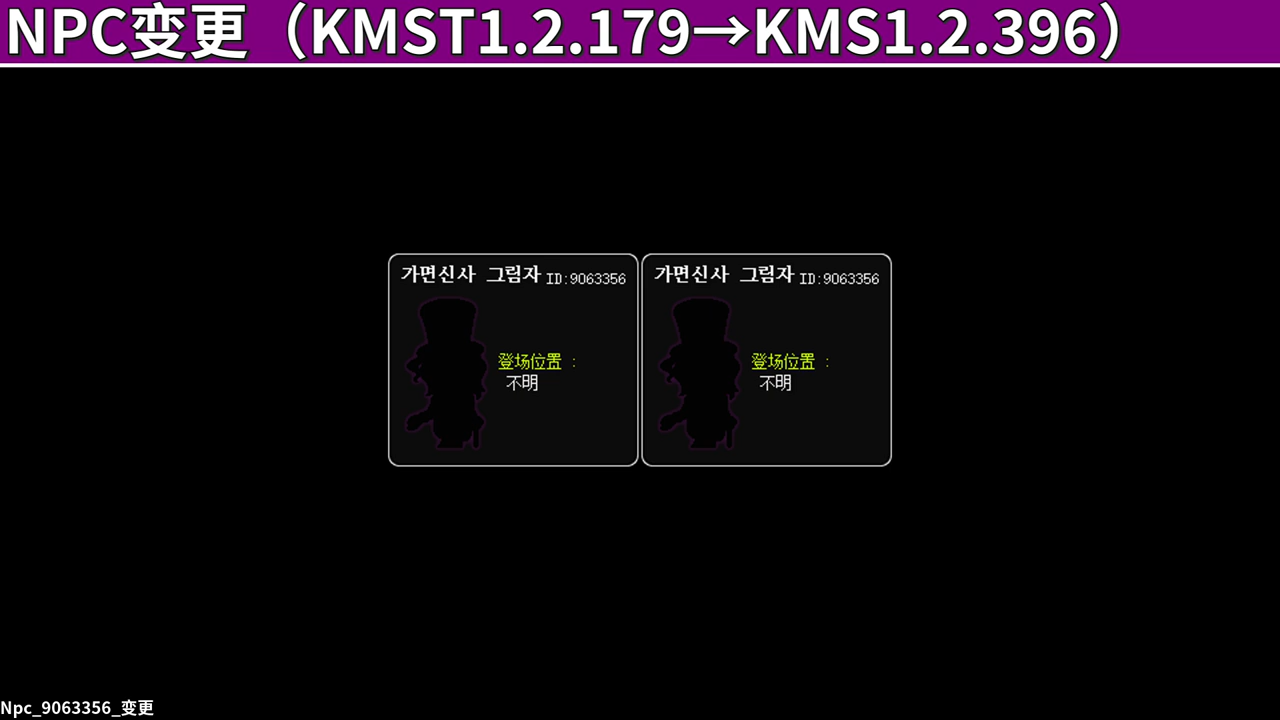 NPC变更（KMST1.2.179→KMS1.2.396）
가면신사 그림자 ID:9063356
登场位置 :
不明
가면신사 그림자 ID:9063356
登场位置 :
不明
Npc_9063356_变更